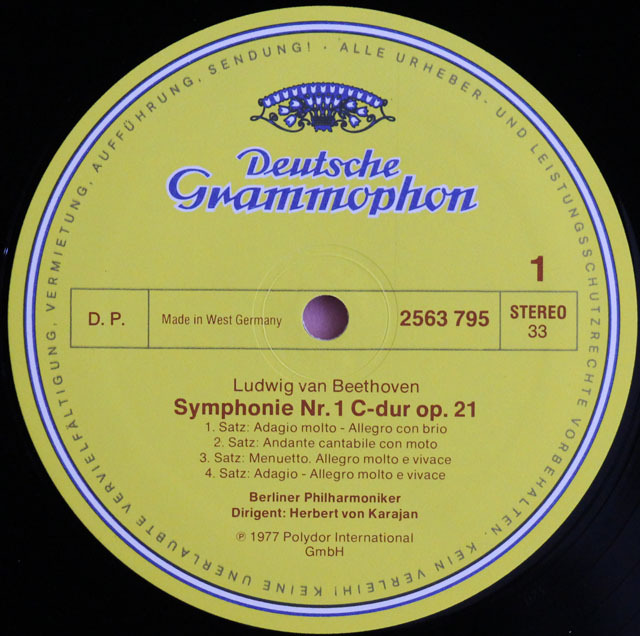 ALLE URHEBER- UND LEISTUNGSSCHUTZRECHTE VORBEHALTEN. KEIN VERLEIH! KEINE UNERLAUBTE VERVIELFÄLTIGUNG, VERMIETUNG, AUFFÜHRUNG, SENDUNG! ·
Deutsche
Grammophon
1
D. P.
Made in West Germany
2563 795
STEREO
33
Ludwig van Beethoven
Symphonie Nr. 1 C-dur op. 21
1. Satz: Adagio molto - Allegro con brio
2. Satz: Andante cantabile con moto
3. Satz: Menuetto. Allegro molto e vivace
4. Satz: Adagio - Allegro molto e vivace
Berliner Philharmoniker
Dirigent: Herbert von Karajan
℗ 1977 Polydor International
GmbH